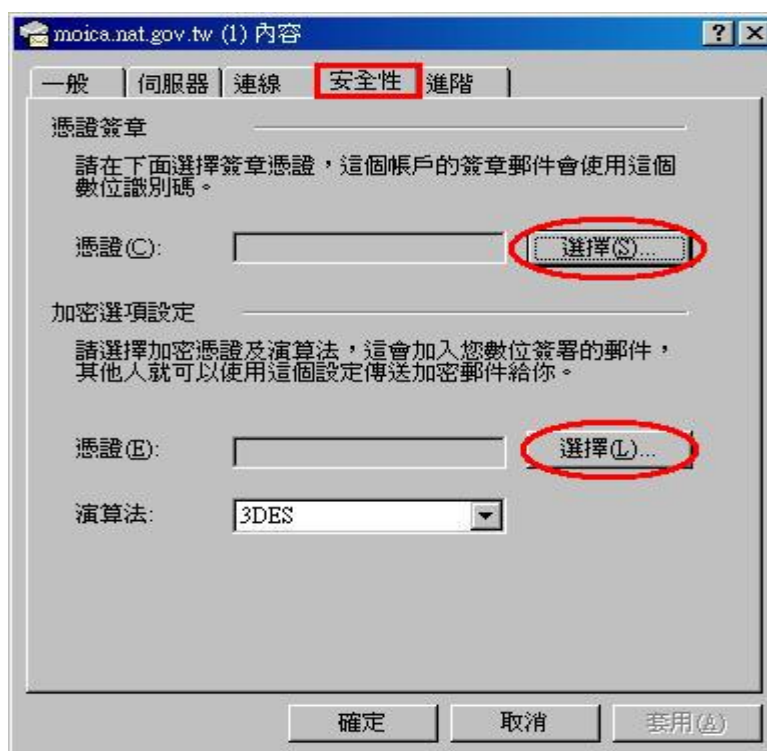 moica.nat.gov.tw (1) 內容
一般 伺服器 連線 安全性 進階
憑證簽章
請在下面選擇簽章憑證，這個帳戶的簽章郵件會使用這個
數位識別碼。
憑證(C): 選擇(S)...
加密選項設定
請選擇加密憑證及演算法，這會加入您數位簽署的郵件，
其他人就可以使用這個設定傳送加密郵件給你。
憑證(E): 選擇(L)...
演算法: 3DES
確定 取消 套用(A)